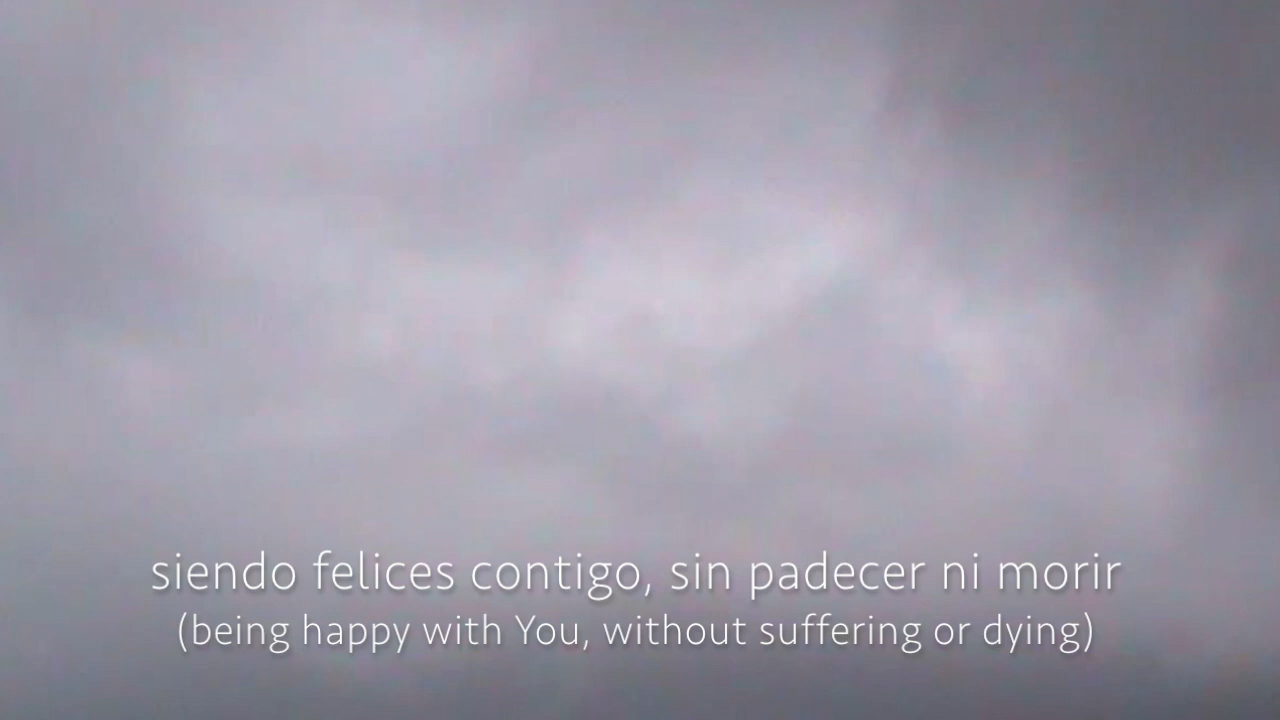 siendo felices contigo, sin padecer ni morir
(being happy with You, without suffering or dying)